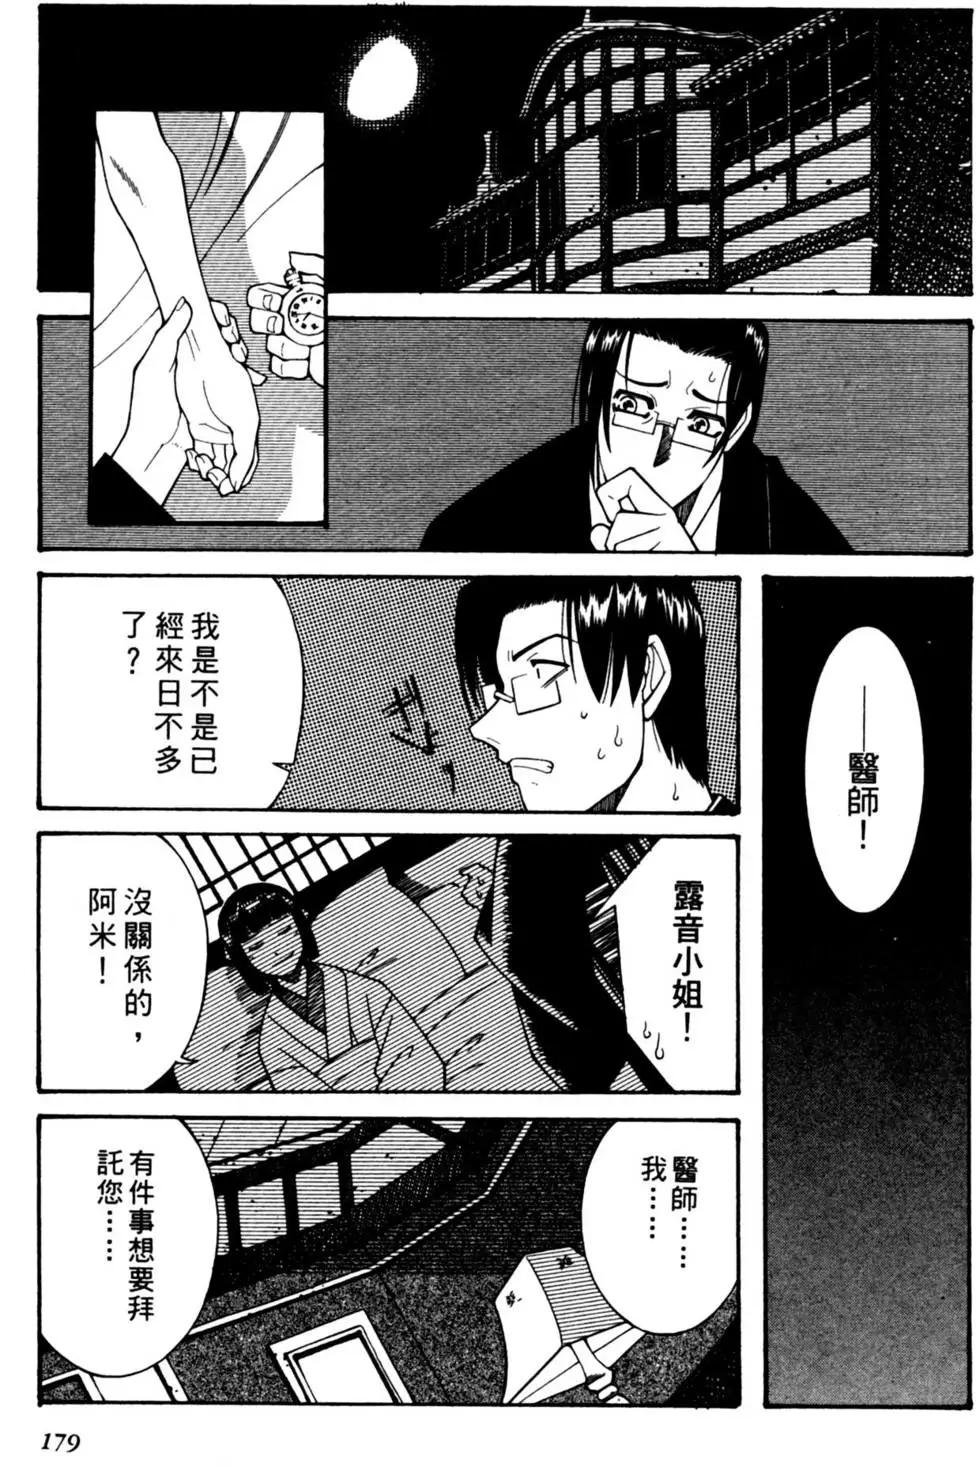 ——醫師！
我是不是已
經來日不多
了？
露音小姐！
沒關係的，
阿米！
醫師……
我……
有件事想要拜
託您……
179